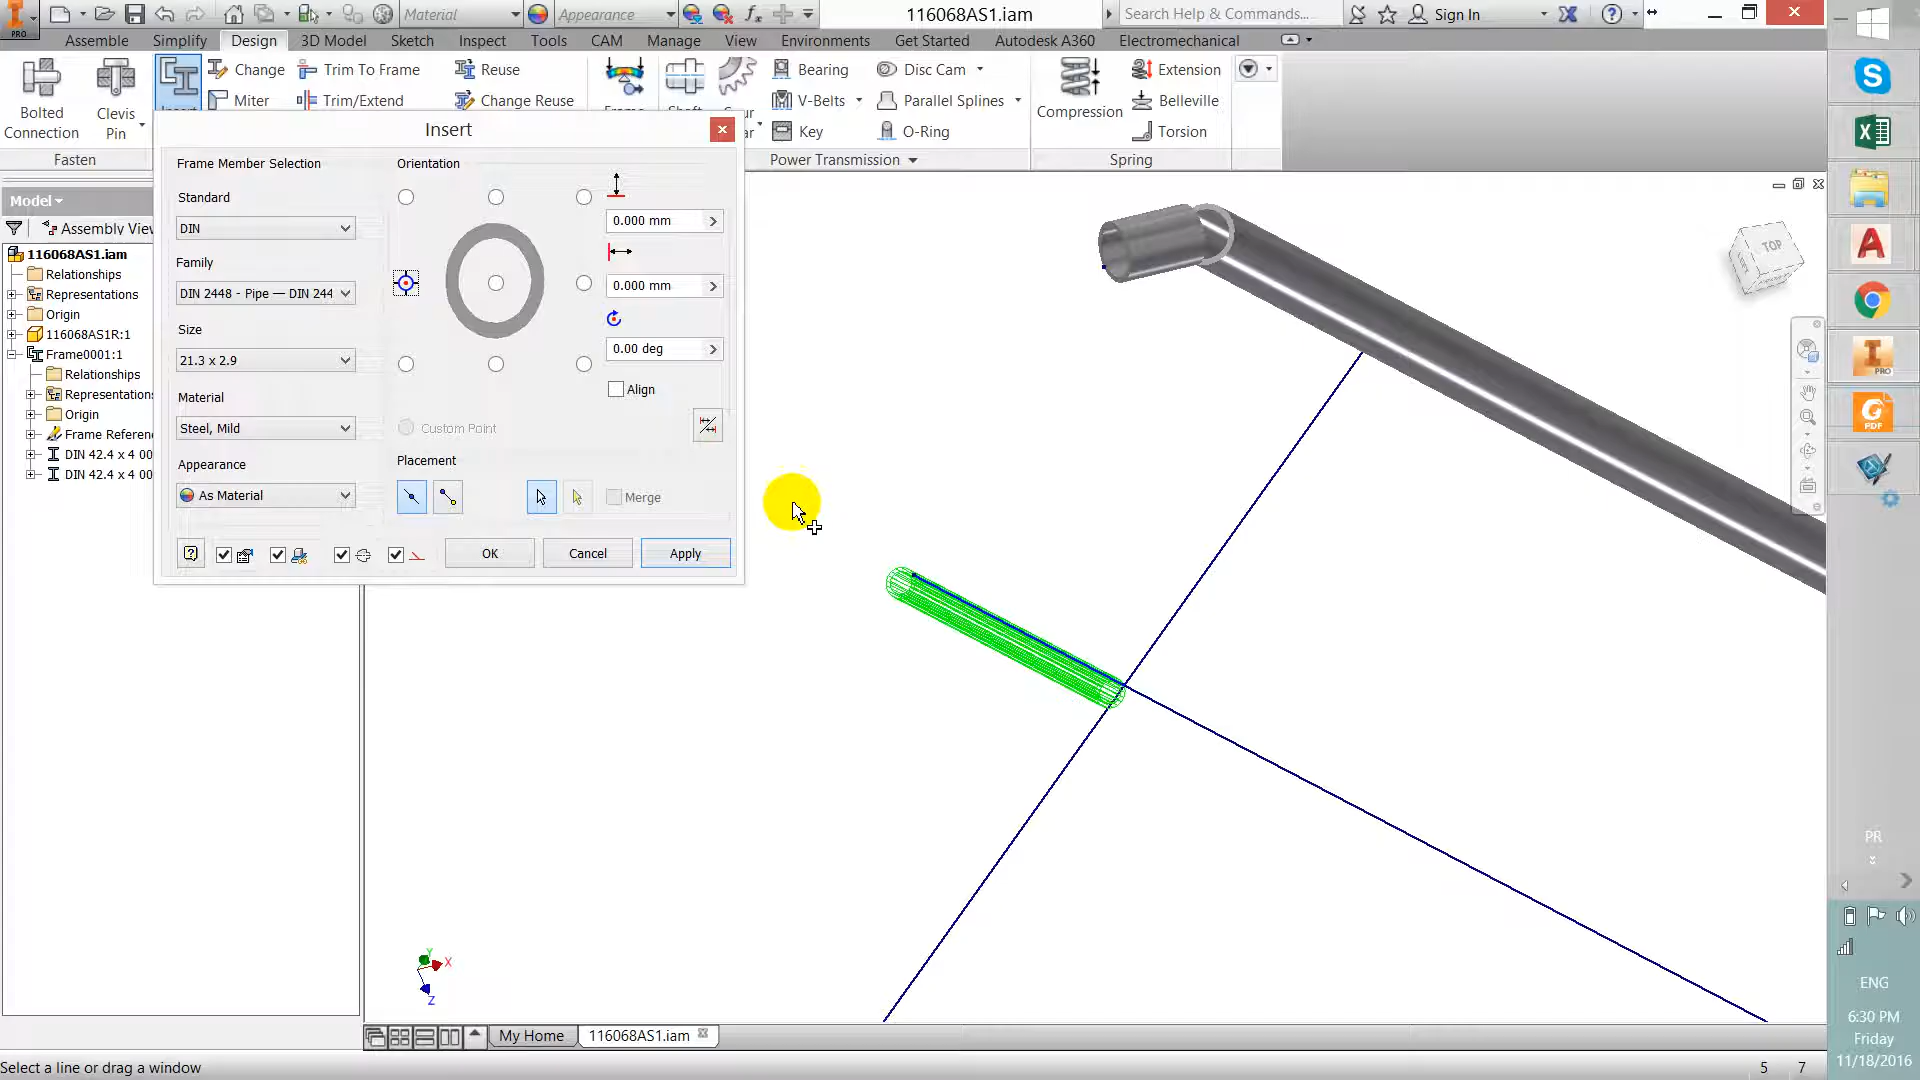 PRO
Material
Appearance
116068AS1.iam
Search Help & Commands...
Sign In
Assemble Simplify Design 3D Model Sketch Inspect Tools CAM Manage View Environments Get Started Autodesk A360 Electromechanical
Bolted
Connection
Clevis
Pin
Change
Miter
Trim To Frame
Trim/Extend
Reuse
Change Reuse
Bearing
V-Belts
Key
Disc Cam
Parallel Splines
O-Ring
Compression
Extension
Belleville
Torsion
Fasten
Power Transmission
Spring
Model
Assembly View
116068AS1.iam
Relationships
Representations
Origin
116068AS1R:1
Frame0001:1
Relationships
Representations
Origin
Frame Referen
DIN 42.4 x 4 00
DIN 42.4 x 4 00
Insert
Frame Member Selection
Standard
DIN
Family
DIN 2448 - Pipe — DIN 244
Size
21.3 x 2.9
Material
Steel, Mild
Appearance
As Material
Orientation
0.000 mm
0.000 mm
0.00 deg
Align
Custom Point
Placement
Merge
OK
Cancel
Apply
TOP
Y
X
Z
My Home
116068AS1.iam
Select a line or drag a window
5 7
PRO
PDF
PR
ENG
6:30 PM
Friday
11/18/2016